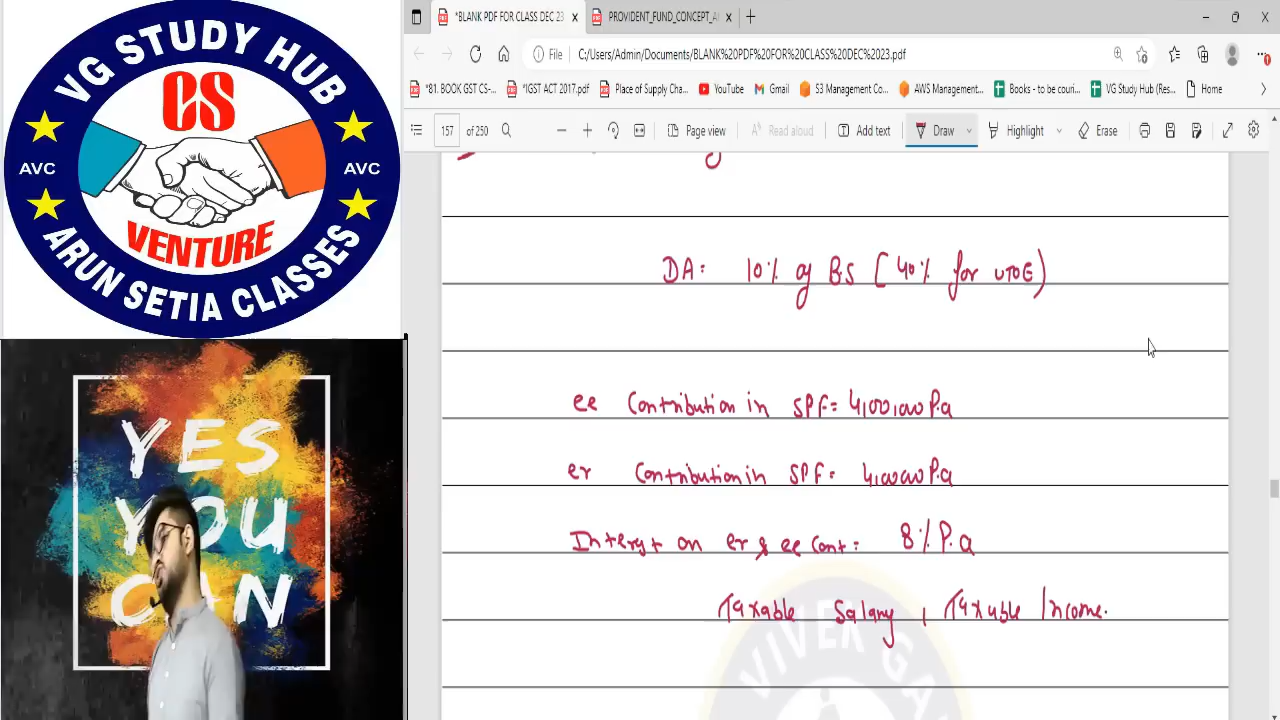 VG STUDY HUB
CS
AVC
AVC
VENTURE
ARUN SETIA CLASSES
YES
YOU
CAN
*BLANK PDF FOR CLASS DEC 23
PROVIDENT_FUND_CONCEPT_A
File
C:/Users/Admin/Documents/BLANK%20PDF%20FOR%20CLASS%20DEC%202023.pdf
*81. BOOK GST CS-...
*IGST ACT 2017.pdf
Place of Supply Cha...
YouTube
Gmail
S3 Management Co...
AWS Management...
Books - to be couri...
VG Study Hub (Res...
Home
157 of 250
Page view
Read aloud
Add text
Draw
Highlight
Erase
DA: 10% of BS [40% for UTOE)
ee Contribution in SPF= 4,00,000 P.a
er Contribution in SPF= 4,00000 P.a
Interest on er & ee Cont: 8% P.a
Taxable Salary, Taxable Income.
VIVEK GA